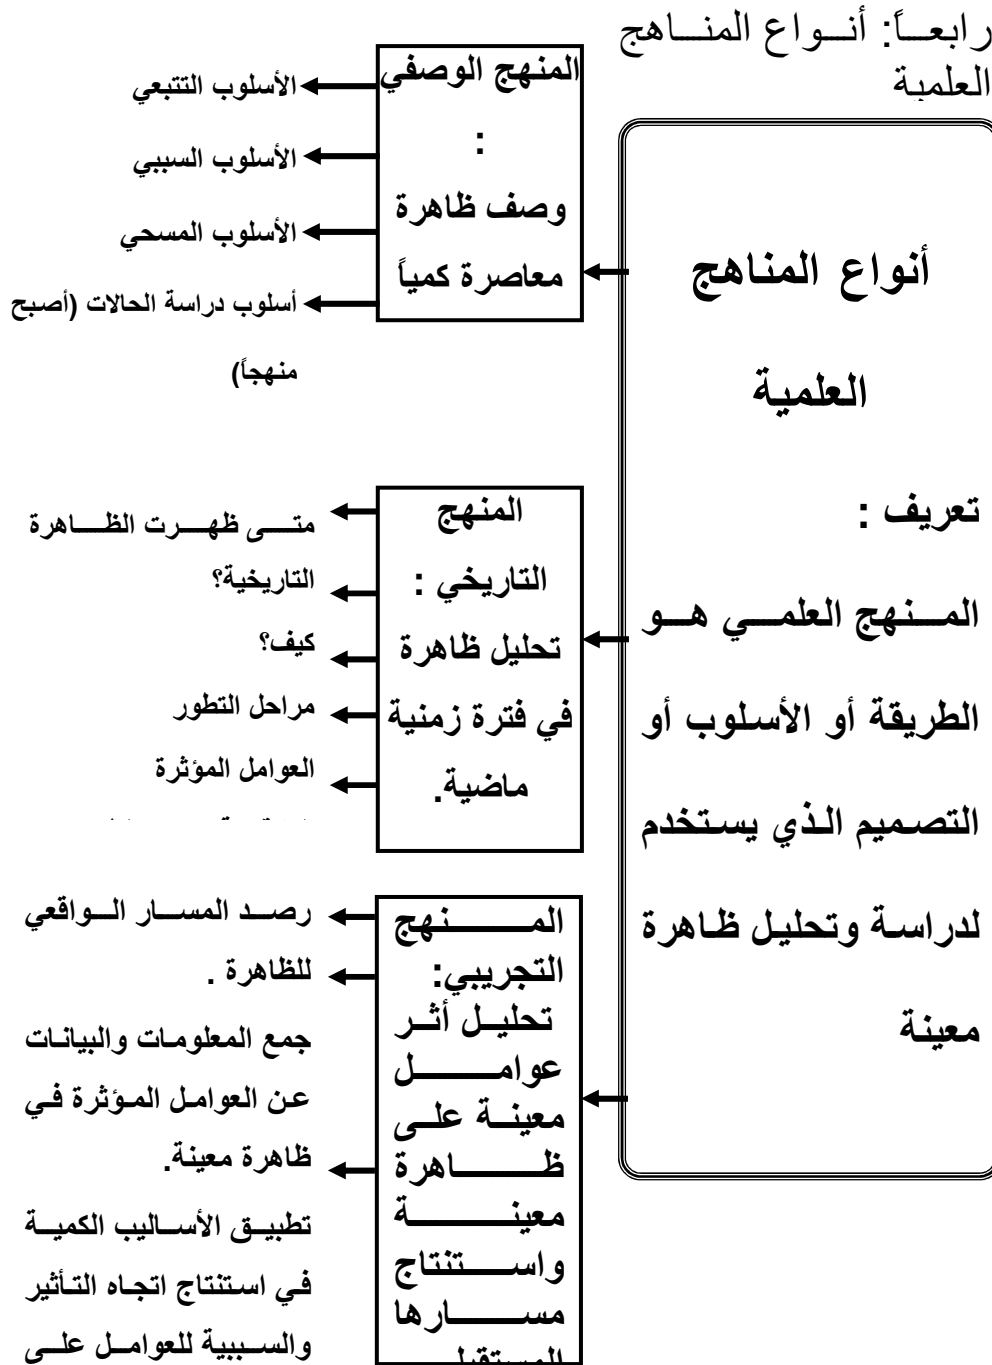 رابعاً: أنواع المناهج
العلمية
أنواع المناهج
العلمية
تعريف :
المنهج العلمي هو
الطريقة أو الأسلوب أو
التصميم الذي يستخدم
لدراسة وتحليل ظاهرة
معينة
المنهج الوصفي
:
وصف ظاهرة
معاصرة كمياً
الأسلوب التتبعي
الأسلوب السببي
الأسلوب المسحي
أسلوب دراسة الحالات (أصبح
منهجاً)
المنهج
التاريخي :
تحليل ظاهرة
في فترة زمنية
ماضية.
متى ظهرت الظاهرة
التاريخية؟
كيف؟
مراحل التطور
العوامل المؤثرة
المنهج
التجريبي:
تحليل أثر
عوامل
معينة على
ظاهرة
معينة
واستنتاج
مسارها
المستقبلي
رصد المسار الواقعي
للظاهرة .
جمع المعلومات والبيانات
عن العوامل المؤثرة في
ظاهرة معينة.
تطبيق الأساليب الكمية
في استنتاج اتجاه التأثير
والسببية للعوامل على